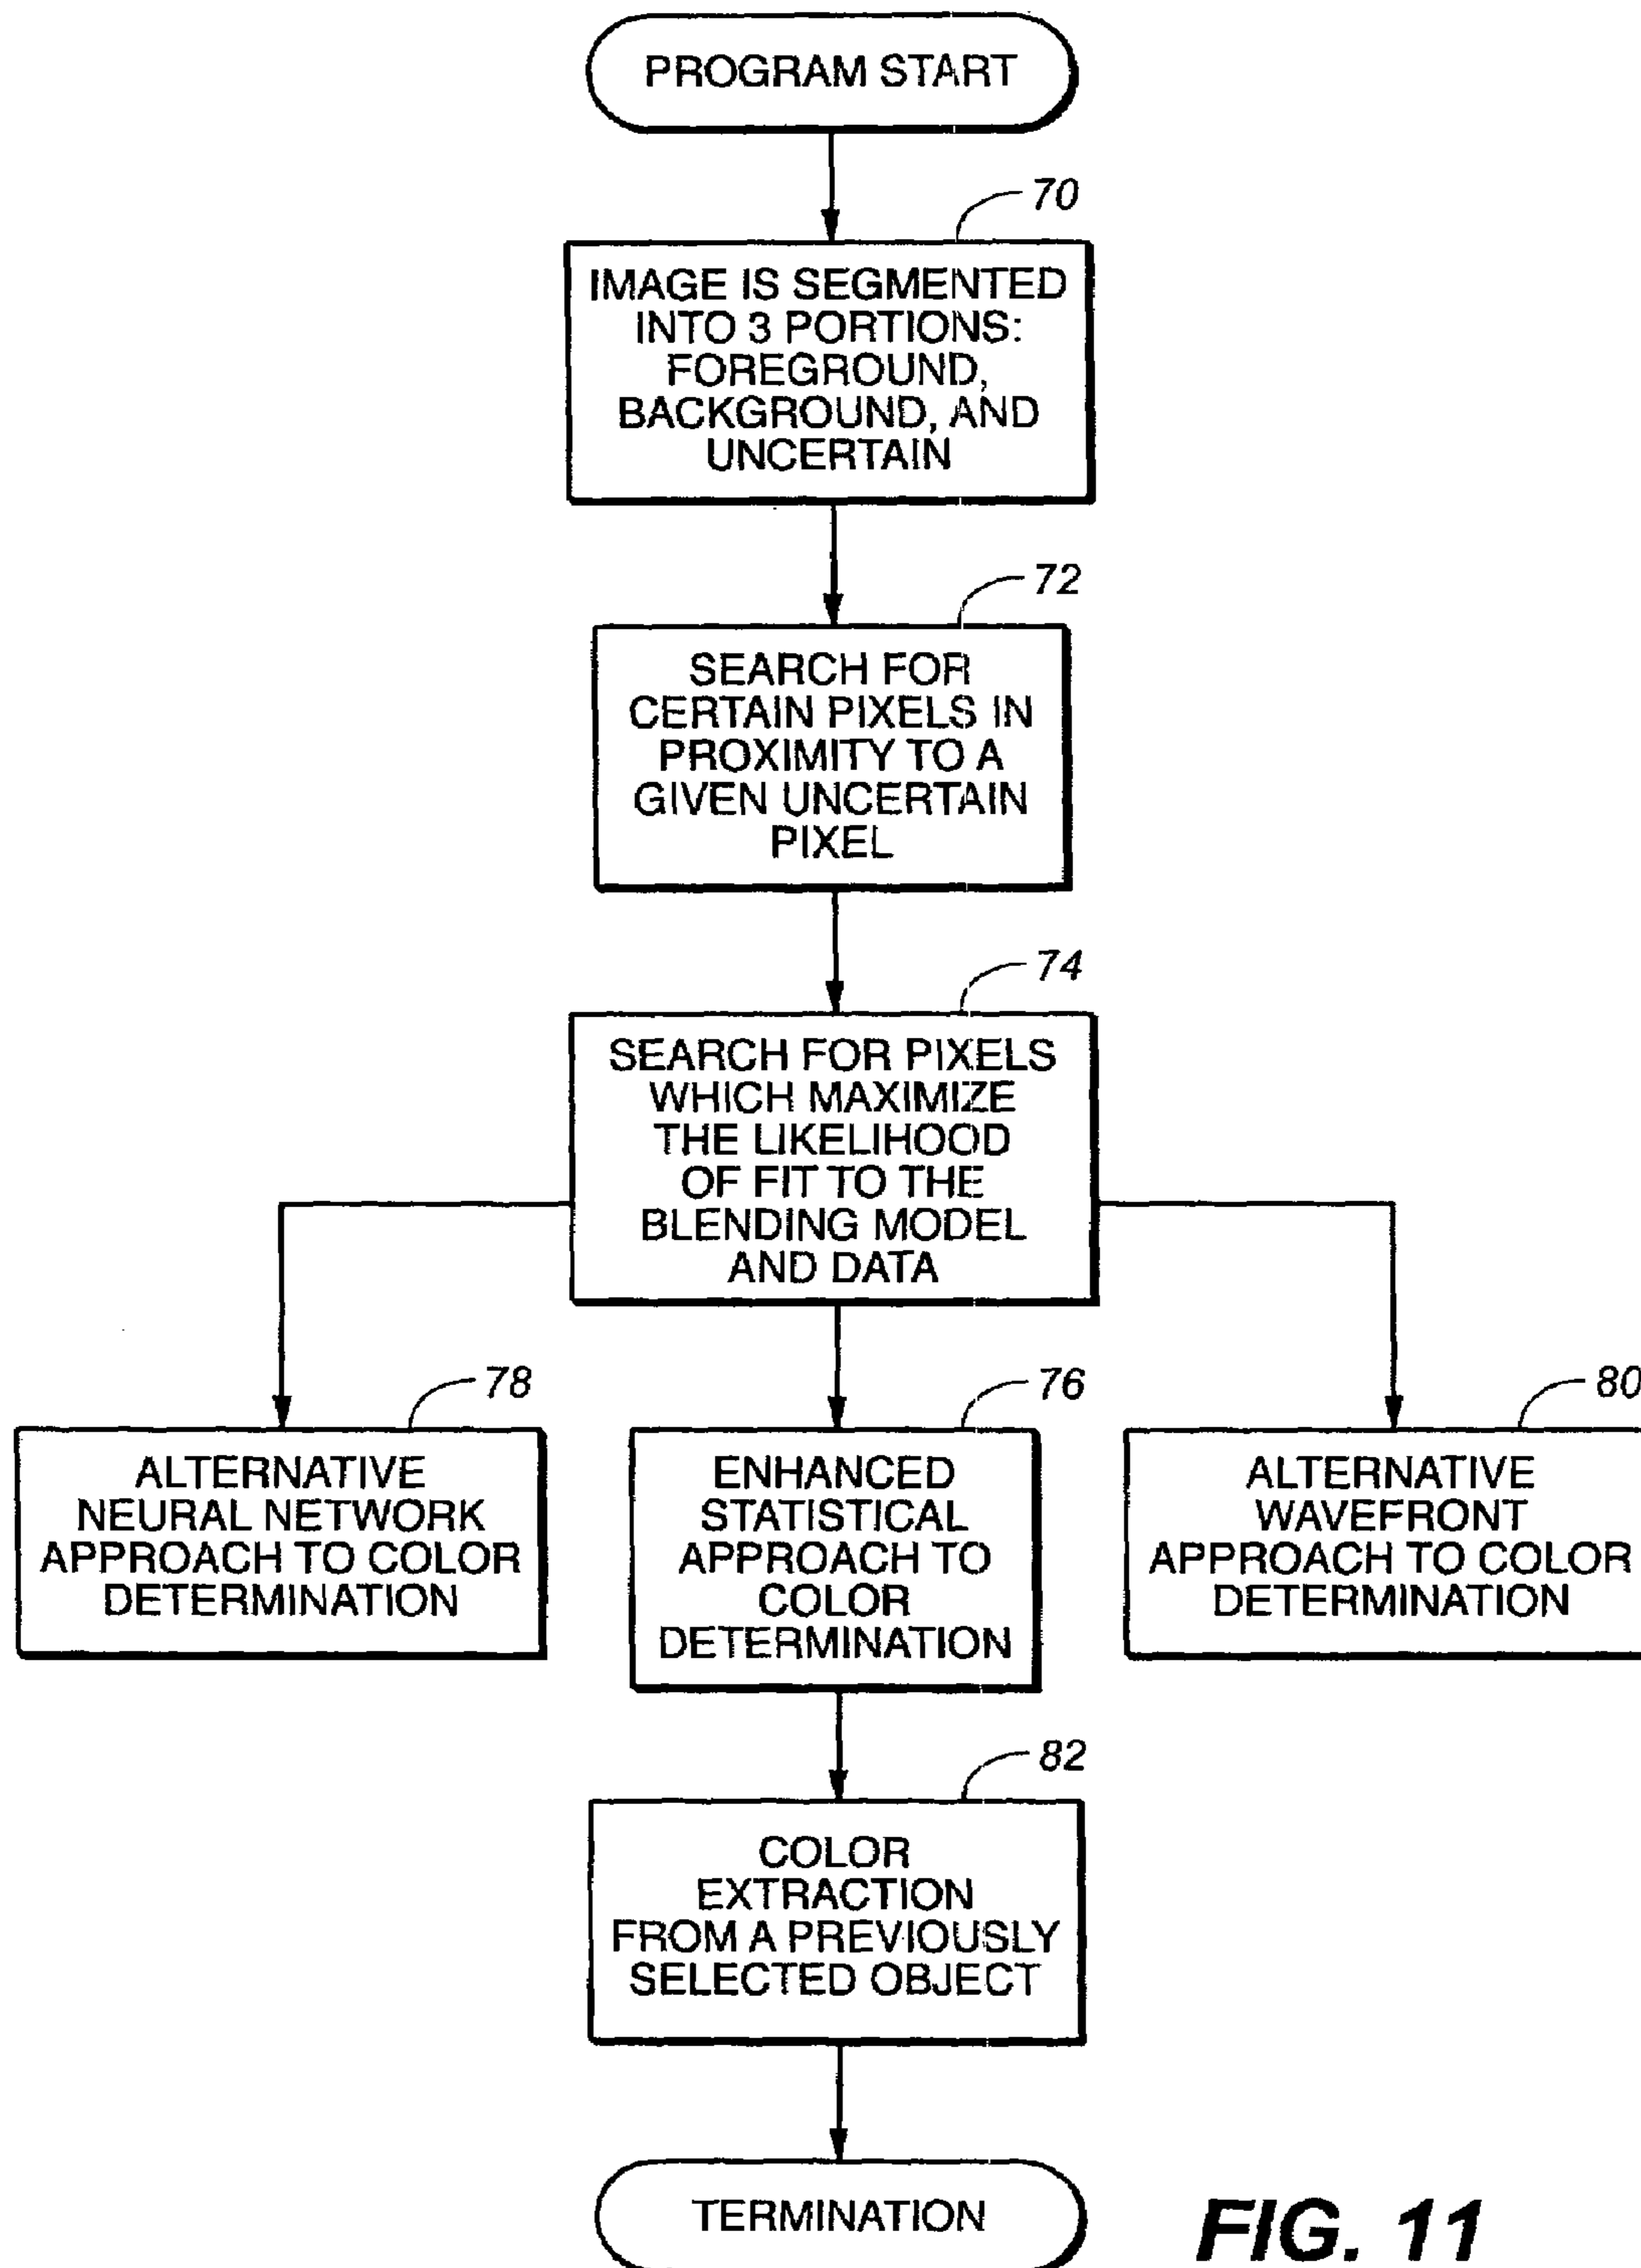 PROGRAM START
70
IMAGE IS SEGMENTED
INTO 3 PORTIONS:
FOREGROUND,
BACKGROUND, AND
UNCERTAIN
72
SEARCH FOR
CERTAIN PIXELS IN
PROXIMITY TO A
GIVEN UNCERTAIN
PIXEL
74
SEARCH FOR PIXELS
WHICH MAXIMIZE
THE LIKELIHOOD
OF FIT TO THE
BLENDING MODEL
AND DATA
78
ALTERNATIVE
NEURAL NETWORK
APPROACH TO COLOR
DETERMINATION
76
ENHANCED
STATISTICAL
APPROACH TO
COLOR
DETERMINATION
80
ALTERNATIVE
WAVEFRONT
APPROACH TO COLOR
DETERMINATION
82
COLOR
EXTRACTION
FROM A PREVIOUSLY
SELECTED OBJECT
TERMINATION
FIG. 11